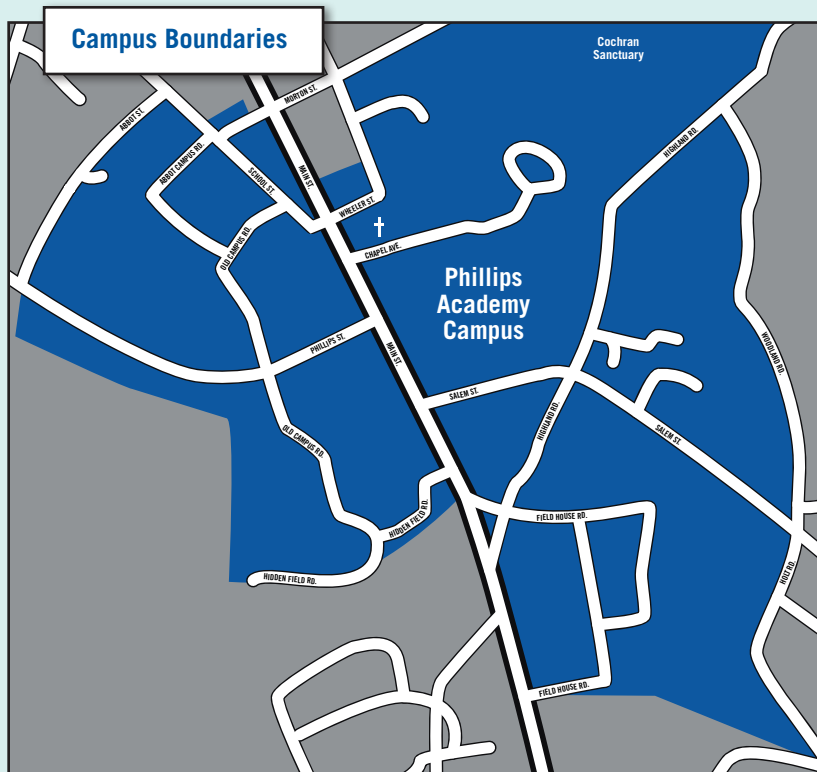 Campus Boundaries
Cochran
Sanctuary
MORTON ST.
ABBOT ST.
HIGHLAND RD.
ABBOT CAMPUS RD.
SCHOOL ST.
MAIN ST.
WHEELER ST.
OLD CAMPUS RD.
CHAPEL AVE.
Phillips
Academy
Campus
PHILLIPS ST.
MAIN ST.
WOODLAND RD.
SALEM ST.
HIGHLAND RD.
SALEM ST.
OLD CAMPUS RD.
HIDDEN FIELD RD.
FIELD HOUSE RD.
HIDDEN FIELD RD.
HOLT RD.
FIELD HOUSE RD.